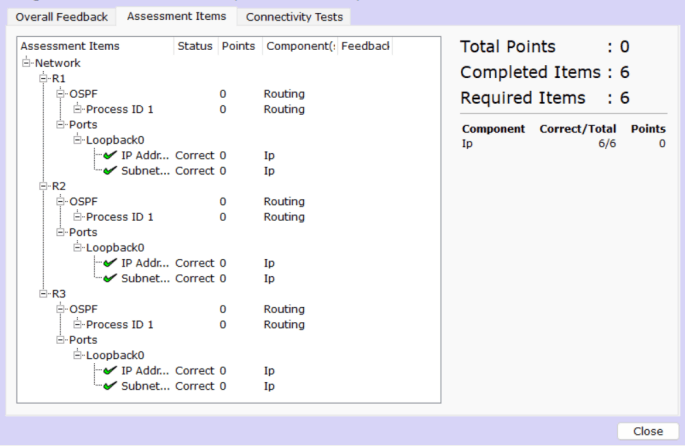 Overall Feedback Assessment Items Connectivity Tests
Assessment Items Status Points Component(: Feedback
Network
R1
OSPF 0 Routing
Process ID 1 0 Routing
Ports
Loopback0
IP Addr... Correct 0 Ip
Subnet... Correct 0 Ip
R2
OSPF 0 Routing
Process ID 1 0 Routing
Ports
Loopback0
IP Addr... Correct 0 Ip
Subnet... Correct 0 Ip
R3
OSPF 0 Routing
Process ID 1 0 Routing
Ports
Loopback0
IP Addr... Correct 0 Ip
Subnet... Correct 0 Ip
Total Points : 0
Completed Items : 6
Required Items : 6
Component Correct/Total Points
Ip 6/6 0
Close